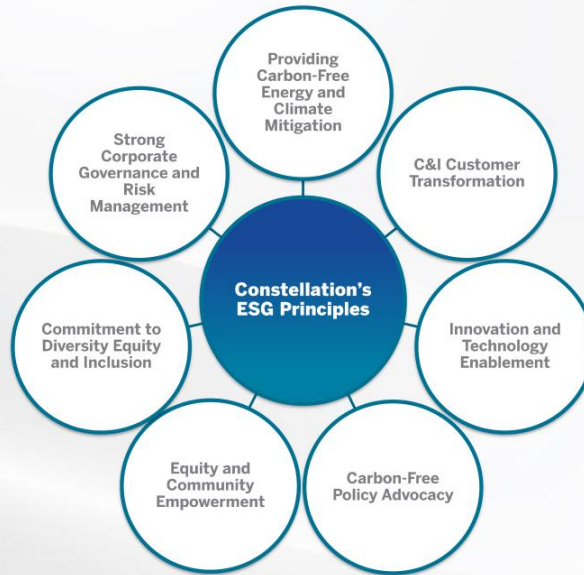 Providing
Carbon-Free
Energy and
Climate
Mitigation
Strong
Corporate
Governance and
Risk
Management
C&I Customer
Transformation
Constellation's
ESG Principles
Commitment to
Diversity Equity
and Inclusion
Innovation and
Technology
Enablement
Equity and
Community
Empowerment
Carbon-Free
Policy Advocacy